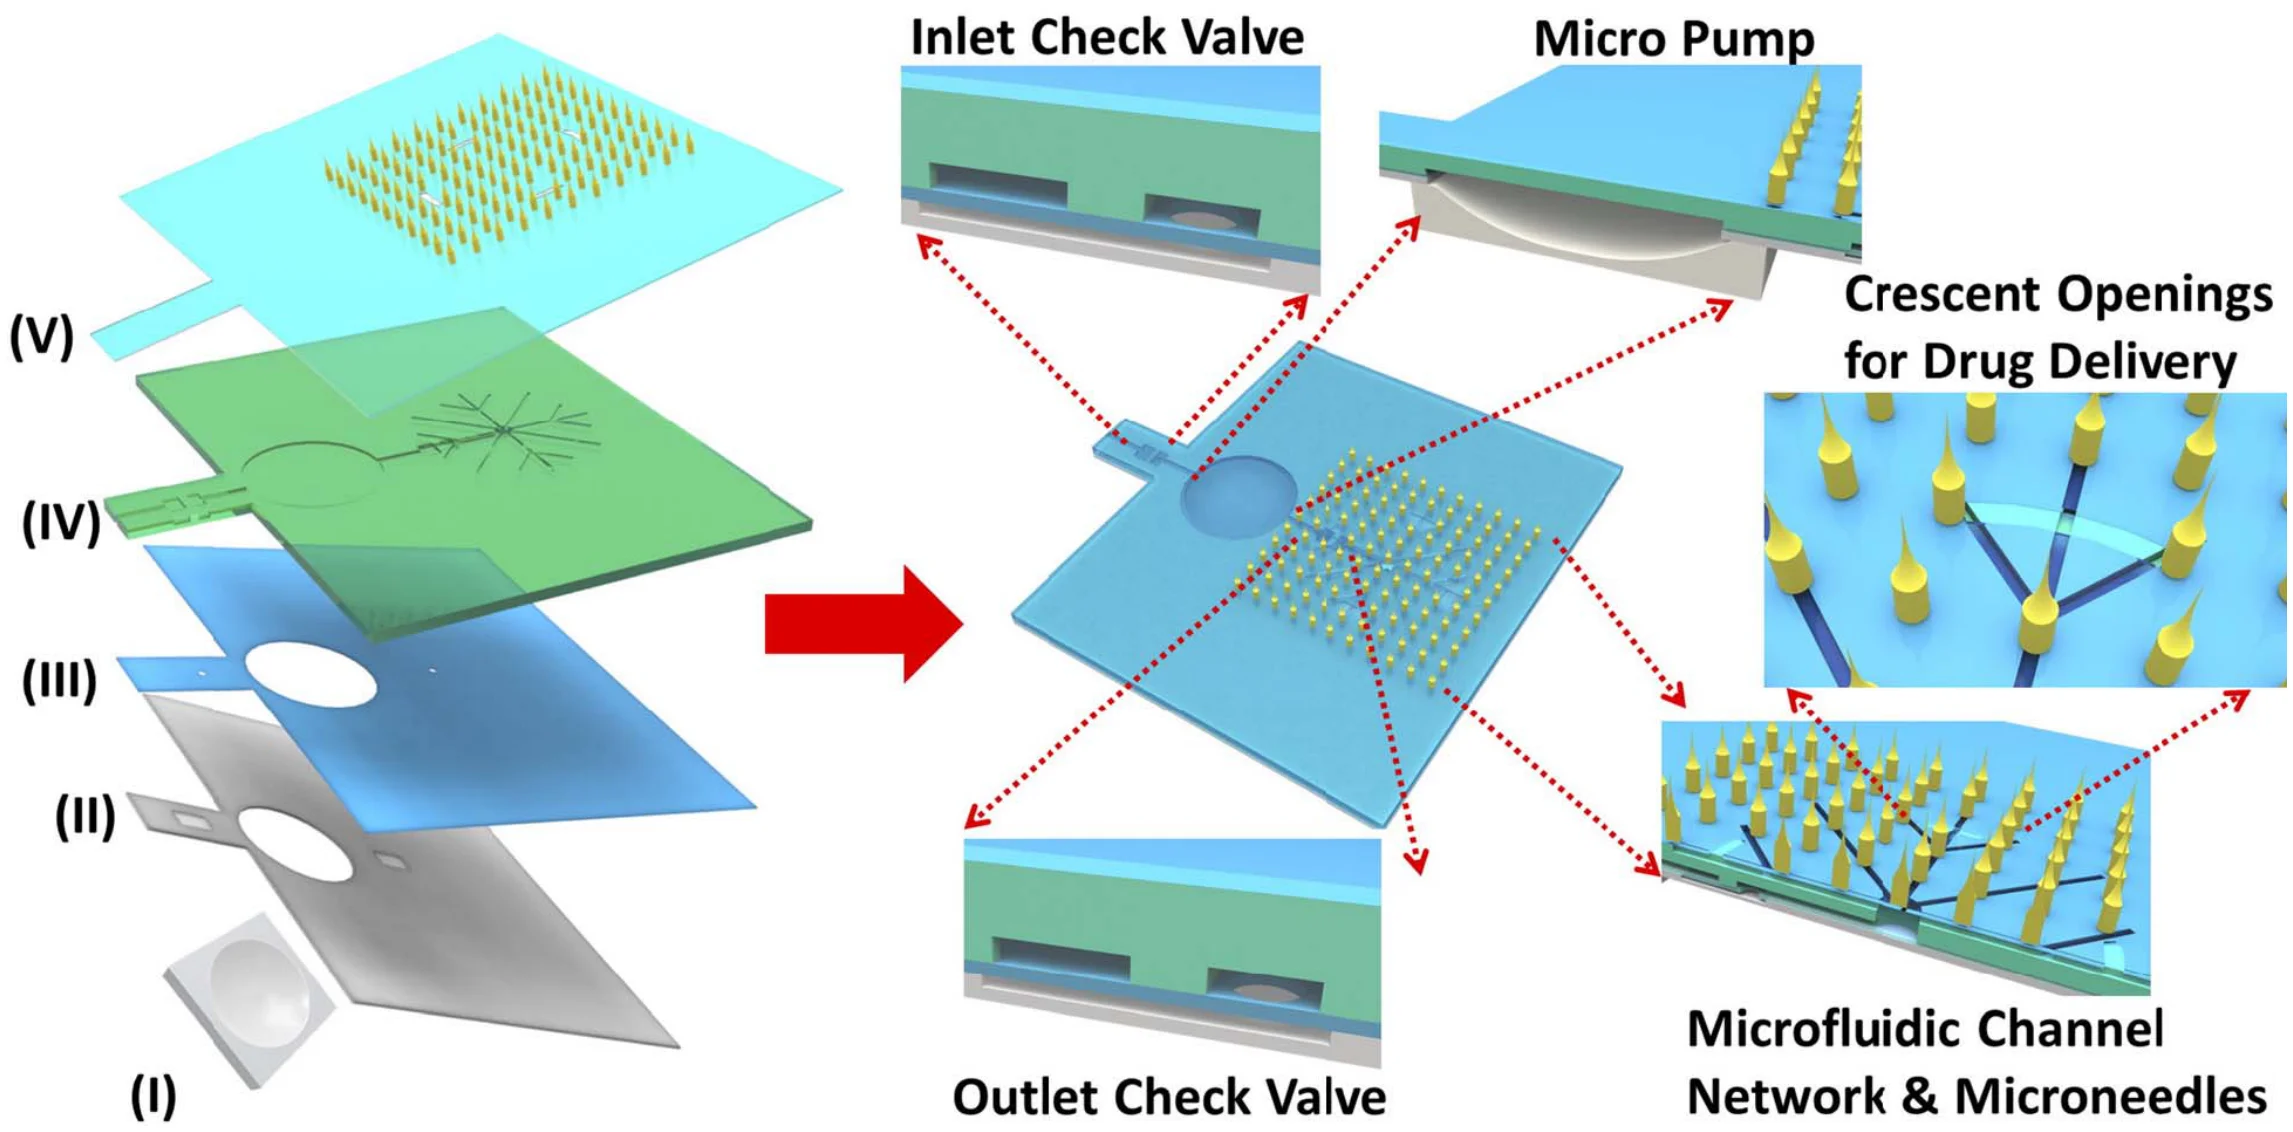 Inlet Check Valve
Micro Pump
Crescent Openings
for Drug Delivery
(V)
(IV)
(III)
(II)
(I)
Outlet Check Valve
Microfluidic Channel
Network & Microneedles